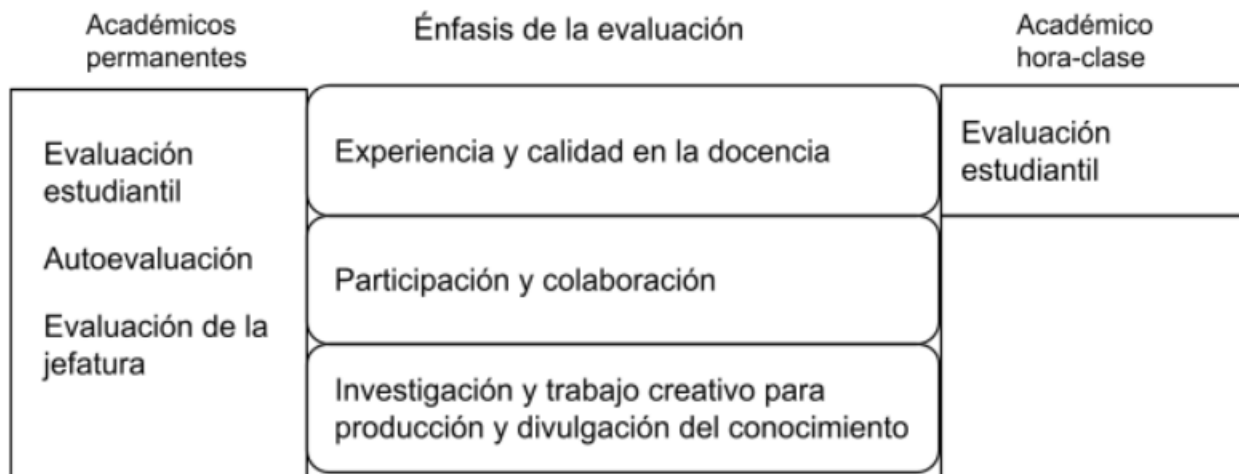 Académicos
permanentes
Énfasis de la evaluación
Académico
hora-clase
Evaluación
estudiantil
Autoevaluación
Evaluación de la
jefatura
Experiencia y calidad en la docencia
Participación y colaboración
Investigación y trabajo creativo para
producción y divulgación del conocimiento
Evaluación
estudiantil